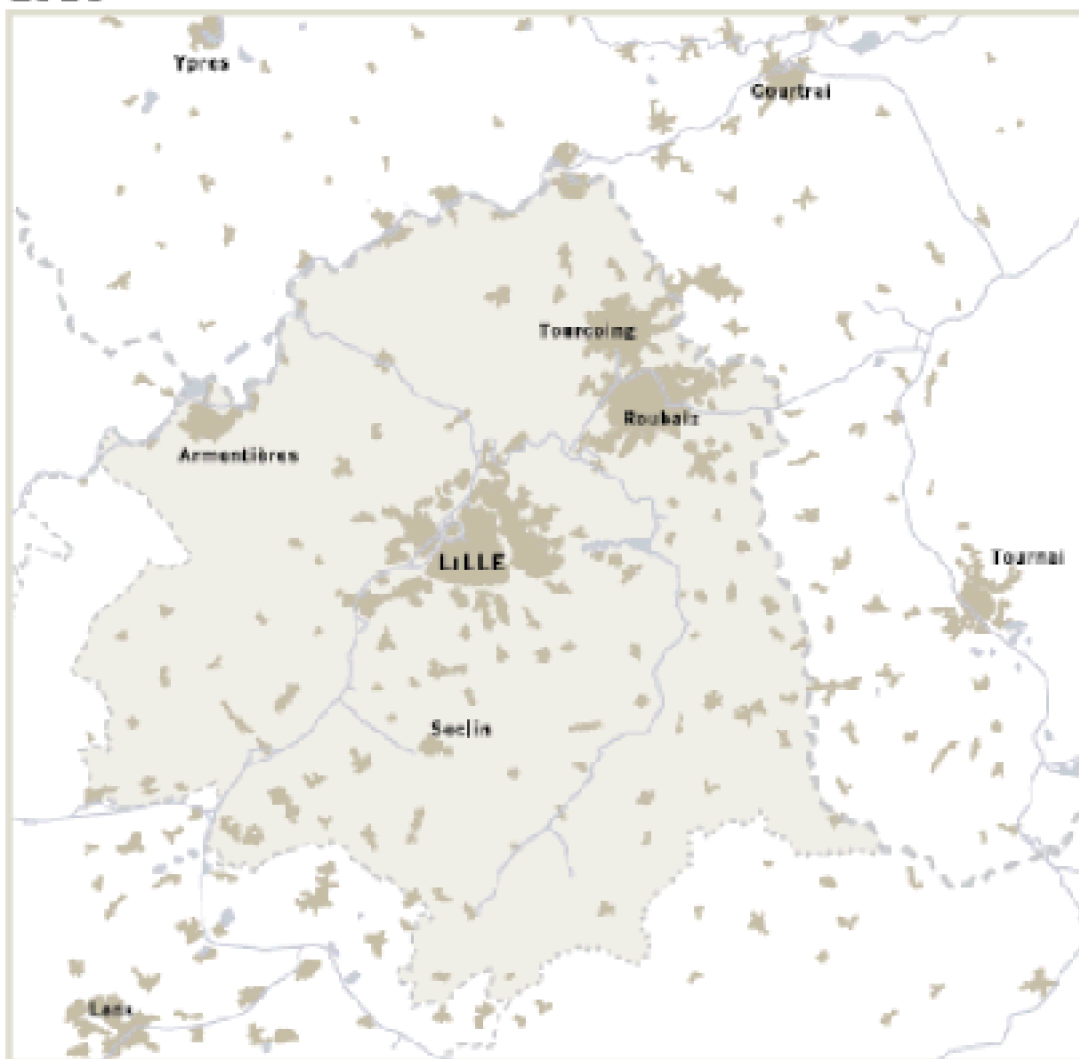 Ypres
Courtrai
Tourcoing
Roubaix
Armentières
LILLE
Tournai
Seclin
Lens